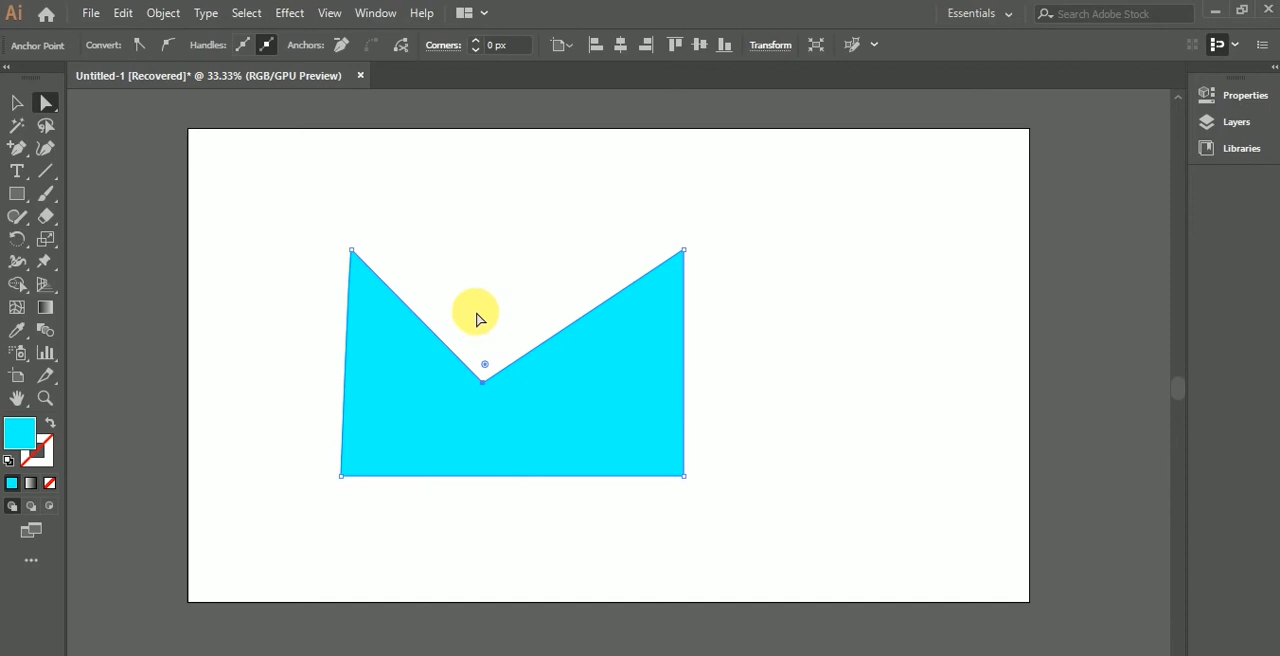 Ai File Edit Object Type Select Effect View Window Help Essentials Search Adobe Stock
Anchor Point Convert: Handles: Anchors: Corners: 0 px Transform
Untitled-1 [Recovered]* @ 33.33% (RGB/GPU Preview)
Properties
Layers
Libraries